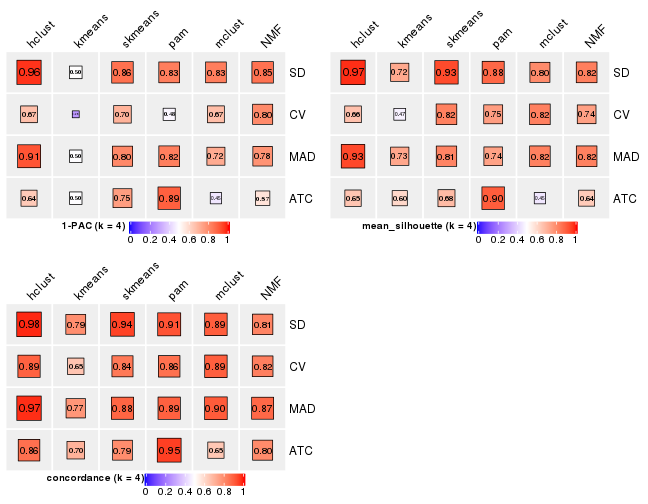 hclust kmeans skmeans pam mclust NMF
0.96 0.50 0.86 0.83 0.83 0.85 SD
0.67 0.70 0.48 0.67 0.80 CV
0.91 0.50 0.80 0.82 0.72 0.78 MAD
0.64 0.50 0.75 0.89 0.45 0.57 ATC
1-PAC (k = 4)
0 0.2 0.4 0.6 0.8 1
hclust kmeans skmeans pam mclust NMF
0.97 0.72 0.93 0.88 0.80 0.82 SD
0.66 0.47 0.82 0.75 0.82 0.74 CV
0.93 0.73 0.81 0.74 0.82 0.82 MAD
0.65 0.60 0.68 0.90 0.45 0.64 ATC
mean_silhouette (k = 4)
0 0.2 0.4 0.6 0.8 1
hclust kmeans skmeans pam mclust NMF
0.98 0.79 0.94 0.91 0.89 0.81 SD
0.89 0.65 0.84 0.86 0.89 0.82 CV
0.97 0.77 0.88 0.89 0.90 0.87 MAD
0.86 0.70 0.79 0.95 0.65 0.80 ATC
concordance (k = 4)
0 0.2 0.4 0.6 0.8 1